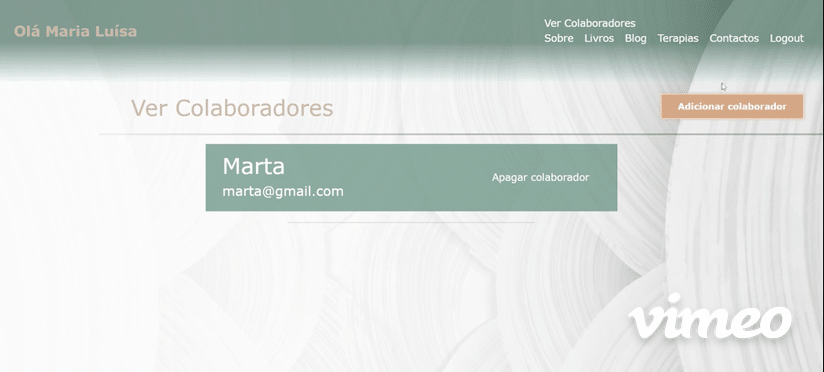 Olá Maria Luísa
Ver Colaboradores
Sobre Livros Blog Terapias Contactos Logout
Ver Colaboradores
Adicionar colaborador
Marta
marta@gmail.com
Apagar colaborador
vimeo